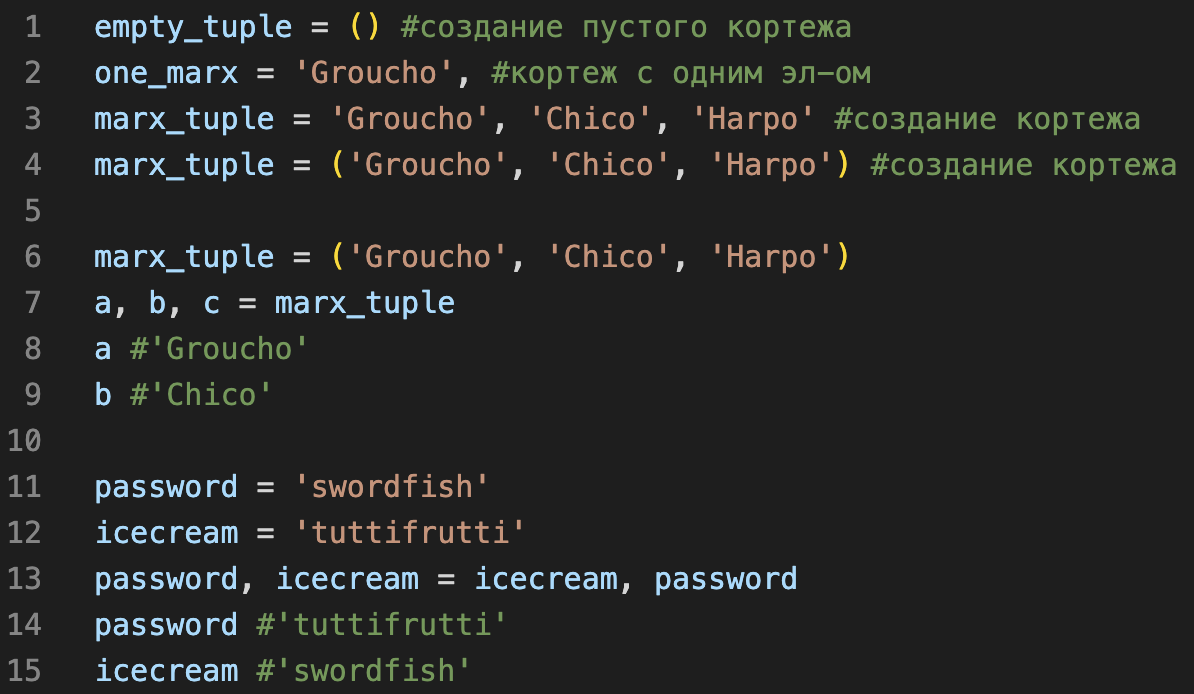 1 empty_tuple = () #создание пустого кортежа
2 one_marx = 'Groucho', #кортеж с одним эл-ом
3 marx_tuple = 'Groucho', 'Chico', 'Harpo' #создание кортежа
4 marx_tuple = ('Groucho', 'Chico', 'Harpo') #создание кортежа
5
6 marx_tuple = ('Groucho', 'Chico', 'Harpo')
7 a, b, c = marx_tuple
8 a #'Groucho'
9 b #'Chico'
10
11 password = 'swordfish'
12 icecream = 'tuttifrutti'
13 password, icecream = icecream, password
14 password #'tuttifrutti'
15 icecream #'swordfish'